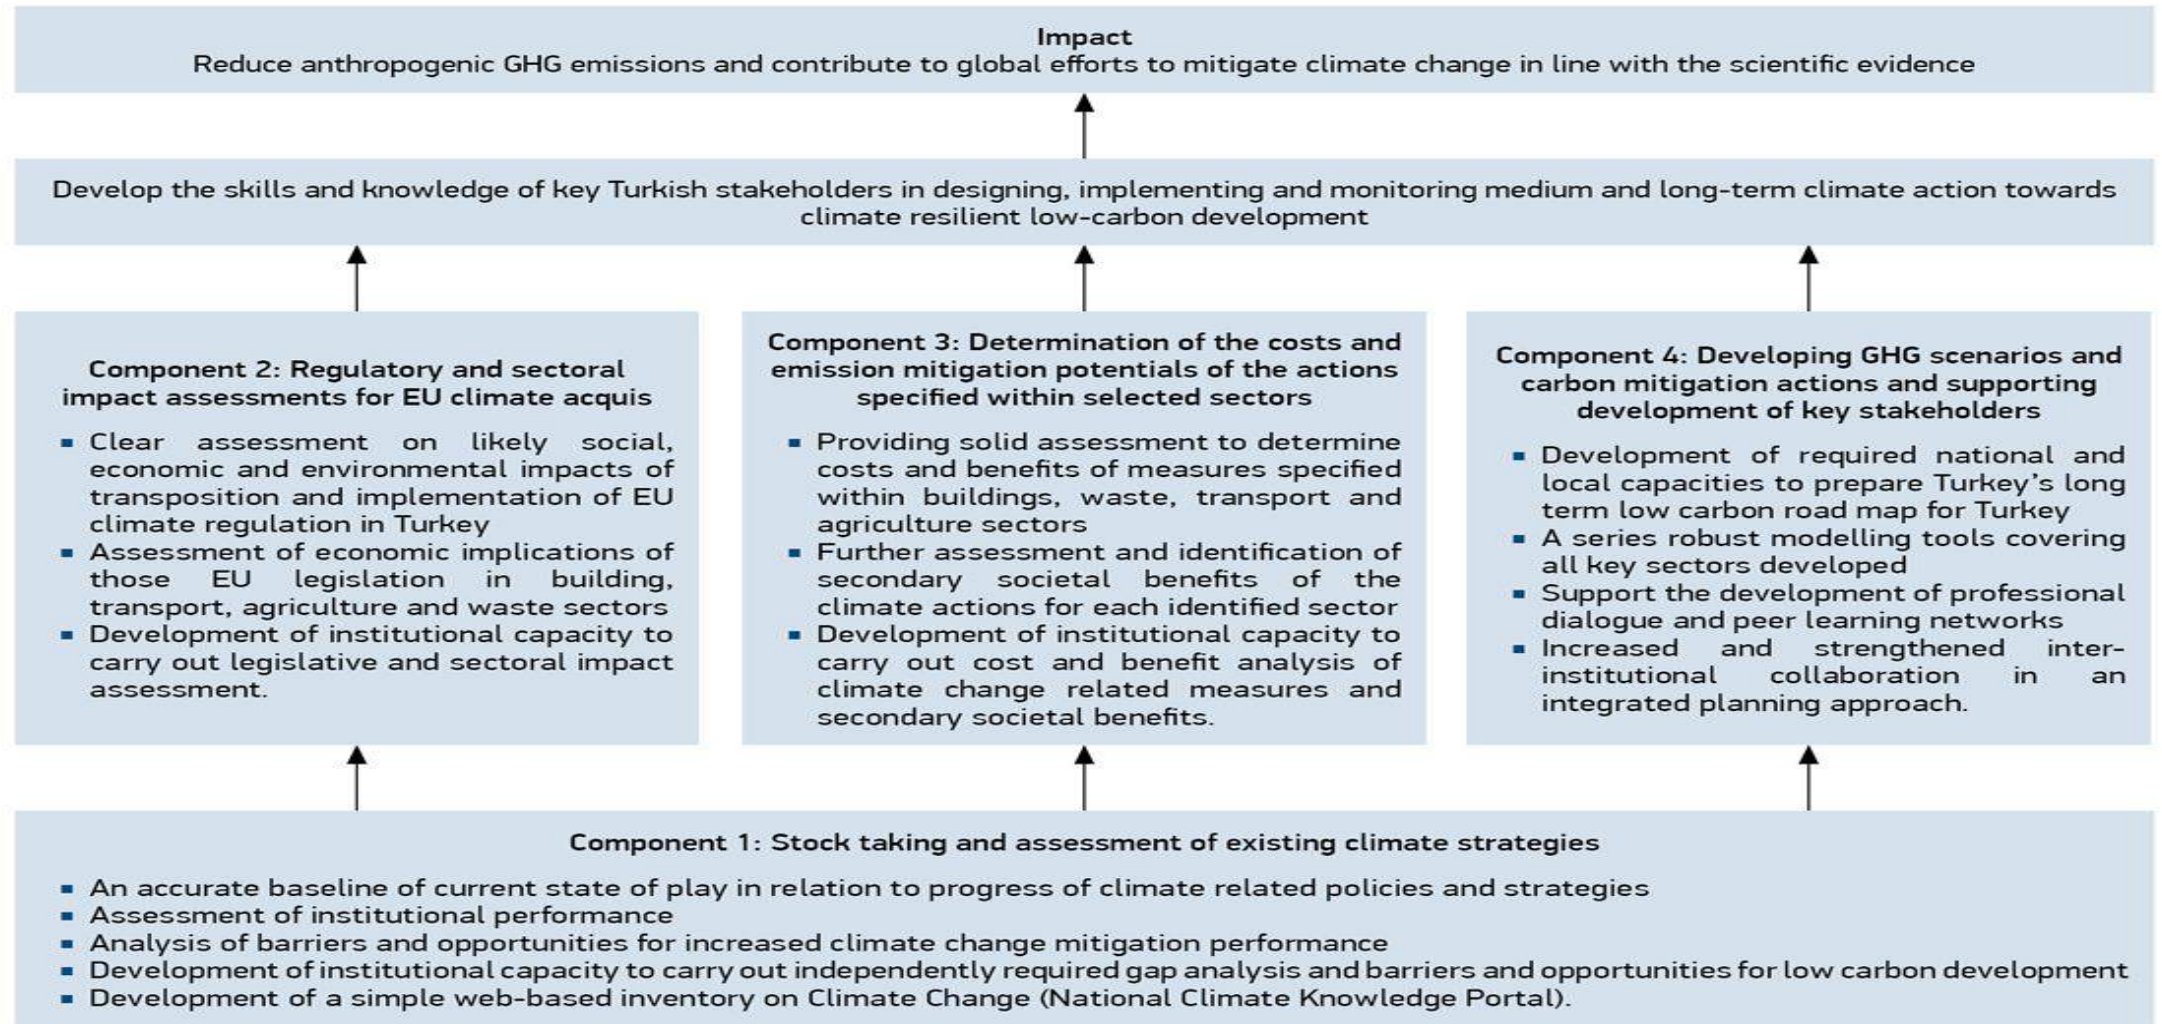 Impact
Reduce anthropogenic GHG emissions and contribute to global efforts to mitigate climate change in line with the scientific evidence
Develop the skills and knowledge of key Turkish stakeholders in designing, implementing and monitoring medium and long-term climate action towards
climate resilient low-carbon development
Component 2: Regulatory and sectoral
impact assessments for EU climate acquis
▪ Clear assessment on likely social,
economic and environmental impacts of
transposition and implementation of EU
climate regulation in Turkey
▪ Assessment of economic implications of
those EU legislation in building,
transport, agriculture and waste sectors
▪ Development of institutional capacity to
carry out legislative and sectoral impact
assessment.
Component 3: Determination of the costs and
emission mitigation potentials of the actions
specified within selected sectors
▪ Providing solid assessment to determine
costs and benefits of measures specified
within buildings, waste, transport and
agriculture sectors
▪ Further assessment and identification of
secondary societal benefits of the
climate actions for each identified sector
▪ Development of institutional capacity to
carry out cost and benefit analysis of
climate change related measures and
secondary societal benefits.
Component 4: Developing GHG scenarios and
carbon mitigation actions and supporting
development of key stakeholders
▪ Development of required national and
local capacities to prepare Turkey's long
term low carbon road map for Turkey
▪ A series robust modelling tools covering
all key sectors developed
▪ Support the development of professional
dialogue and peer learning networks
▪ Increased and strengthened inter-
institutional collaboration in an
integrated planning approach.
Component 1: Stock taking and assessment of existing climate strategies
▪ An accurate baseline of current state of play in relation to progress of climate related policies and strategies
▪ Assessment of institutional performance
▪ Analysis of barriers and opportunities for increased climate change mitigation performance
▪ Development of institutional capacity to carry out independently required gap analysis and barriers and opportunities for low carbon development
▪ Development of a simple web-based inventory on Climate Change (National Climate Knowledge Portal).